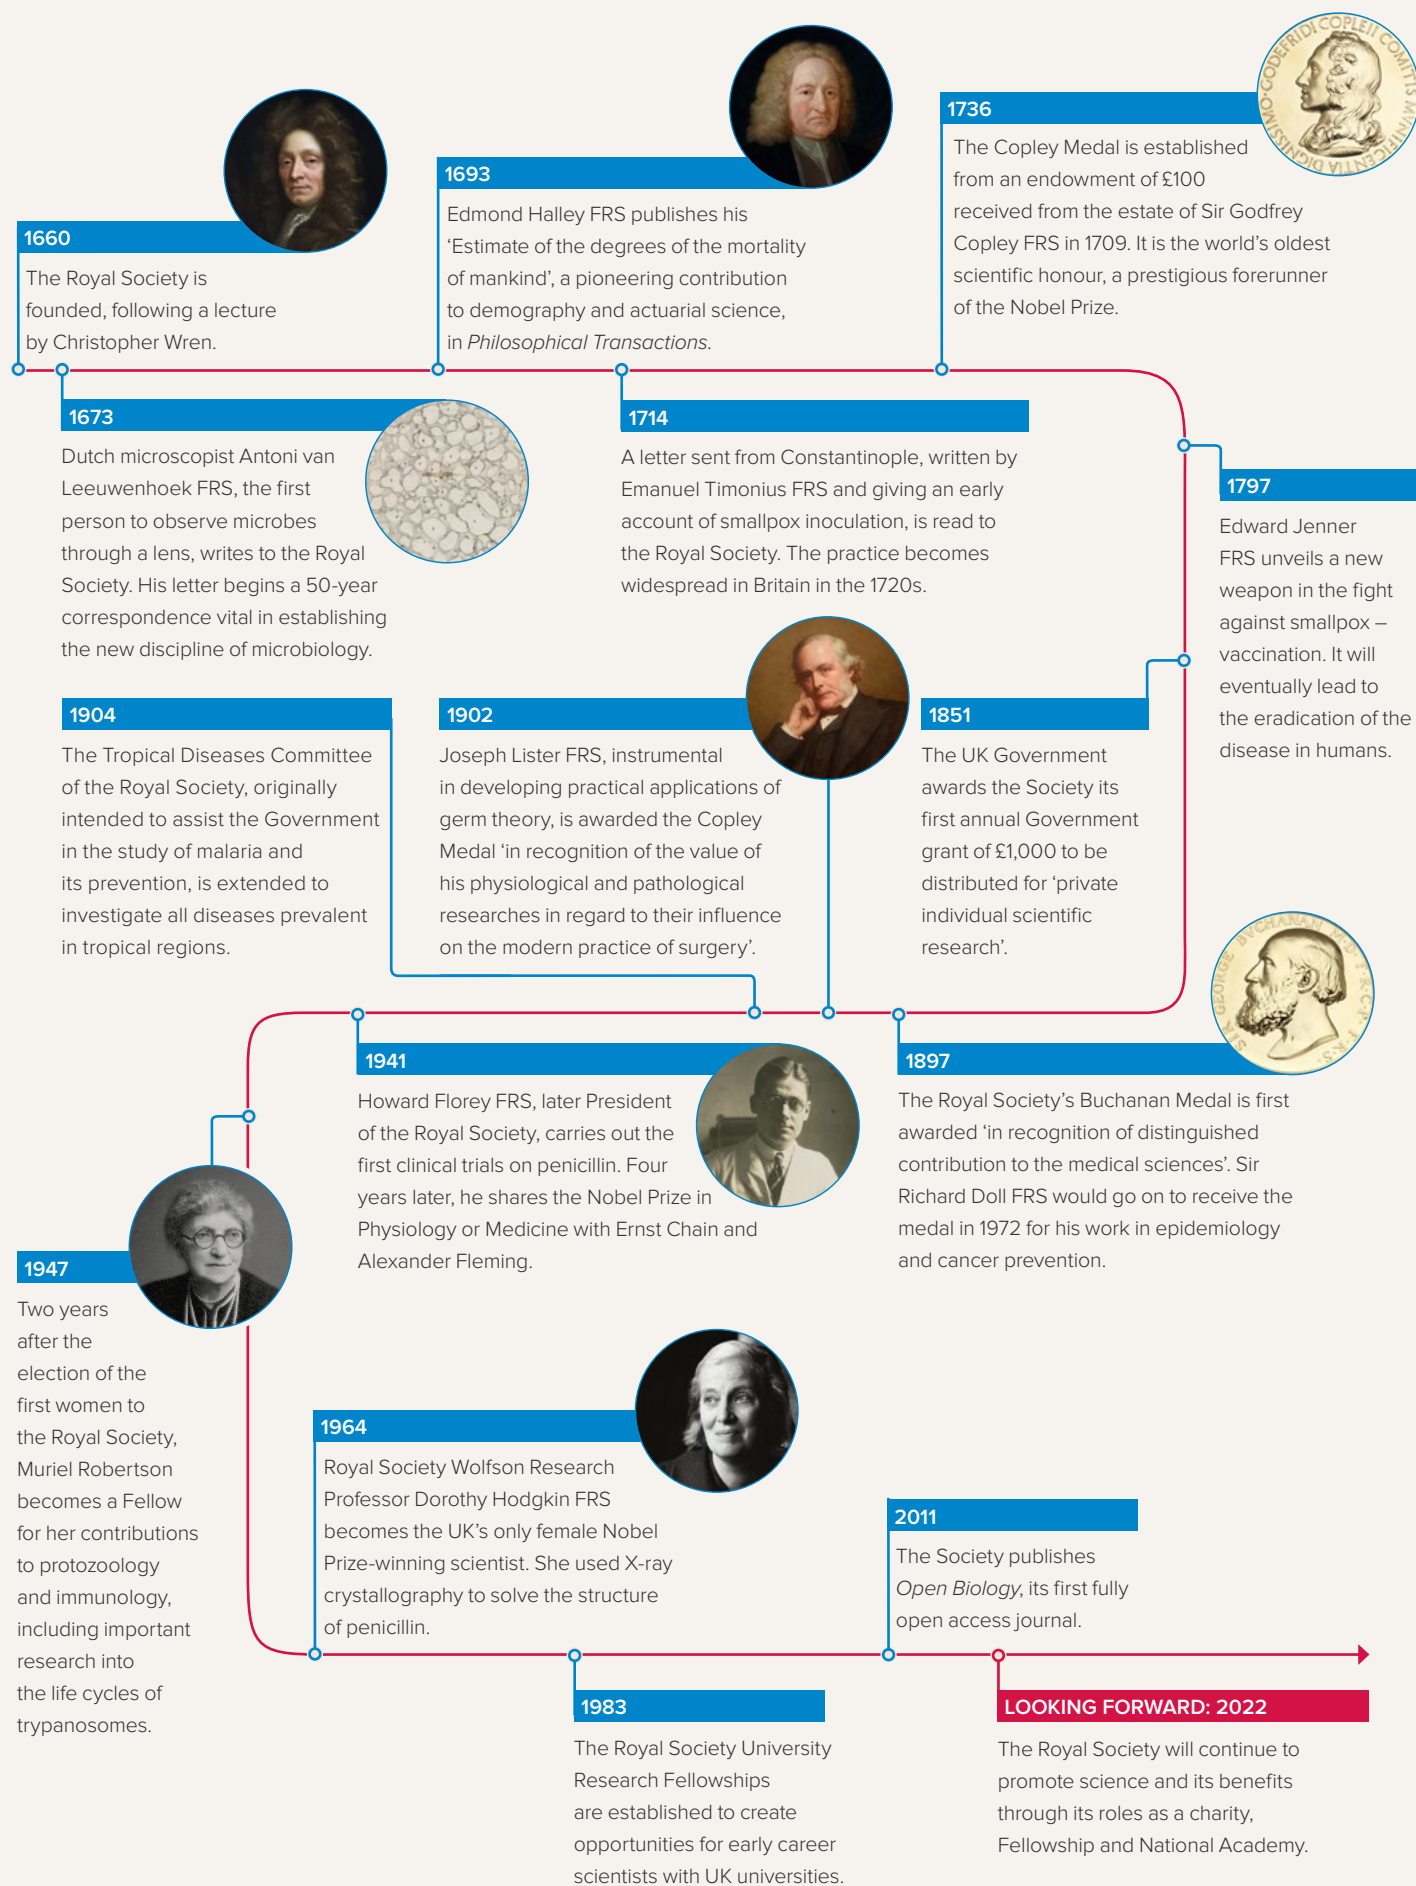 1660
The Royal Society is
founded, following a lecture
by Christopher Wren.
1673
Dutch microscopist Antoni van
Leeuwenhoek FRS, the first
person to observe microbes
through a lens, writes to the Royal
Society. His letter begins a 50-year
correspondence vital in establishing
the new discipline of microbiology.
1693
Edmond Halley FRS publishes his
‘Estimate of the degrees of the mortality
of mankind’, a pioneering contribution
to demography and actuarial science,
in Philosophical Transactions.
1714
A letter sent from Constantinople, written by
Emanuel Timonius FRS and giving an early
account of smallpox inoculation, is read to
the Royal Society. The practice becomes
widespread in Britain in the 1720s.
GODEFRIDI COPLEII COMITIS MVNIFICENTIA DIGNISSIMO
1736
The Copley Medal is established
from an endowment of £100
received from the estate of Sir Godfrey
Copley FRS in 1709. It is the world’s oldest
scientific honour, a prestigious forerunner
of the Nobel Prize.
1797
Edward Jenner
FRS unveils a new
weapon in the fight
against smallpox –
vaccination. It will
eventually lead to
the eradication of the
disease in humans.
1851
The UK Government
awards the Society its
first annual Government
grant of £1,000 to be
distributed for ‘private
individual scientific
research’.
SIR GEORGE BVCHANAN M.D. F.R.C.P. F.R.S.
1897
The Royal Society’s Buchanan Medal is first
awarded ‘in recognition of distinguished
contribution to the medical sciences’. Sir
Richard Doll FRS would go on to receive the
medal in 1972 for his work in epidemiology
and cancer prevention.
1902
Joseph Lister FRS, instrumental
in developing practical applications of
germ theory, is awarded the Copley
Medal ‘in recognition of the value of
his physiological and pathological
researches in regard to their influence
on the modern practice of surgery’.
1904
The Tropical Diseases Committee
of the Royal Society, originally
intended to assist the Government
in the study of malaria and
its prevention, is extended to
investigate all diseases prevalent
in tropical regions.
1941
Howard Florey FRS, later President
of the Royal Society, carries out the
first clinical trials on penicillin. Four
years later, he shares the Nobel Prize in
Physiology or Medicine with Ernst Chain and
Alexander Fleming.
1947
Two years
after the
election of the
first women to
the Royal Society,
Muriel Robertson
becomes a Fellow
for her contributions
to protozoology
and immunology,
including important
research into
the life cycles of
trypanosomes.
1964
Royal Society Wolfson Research
Professor Dorothy Hodgkin FRS
becomes the UK’s only female Nobel
Prize-winning scientist. She used X-ray
crystallography to solve the structure
of penicillin.
1983
The Royal Society University
Research Fellowships
are established to create
opportunities for early career
scientists with UK universities.
2011
The Society publishes
Open Biology, its first fully
open access journal.
LOOKING FORWARD: 2022
The Royal Society will continue to
promote science and its benefits
through its roles as a charity,
Fellowship and National Academy.